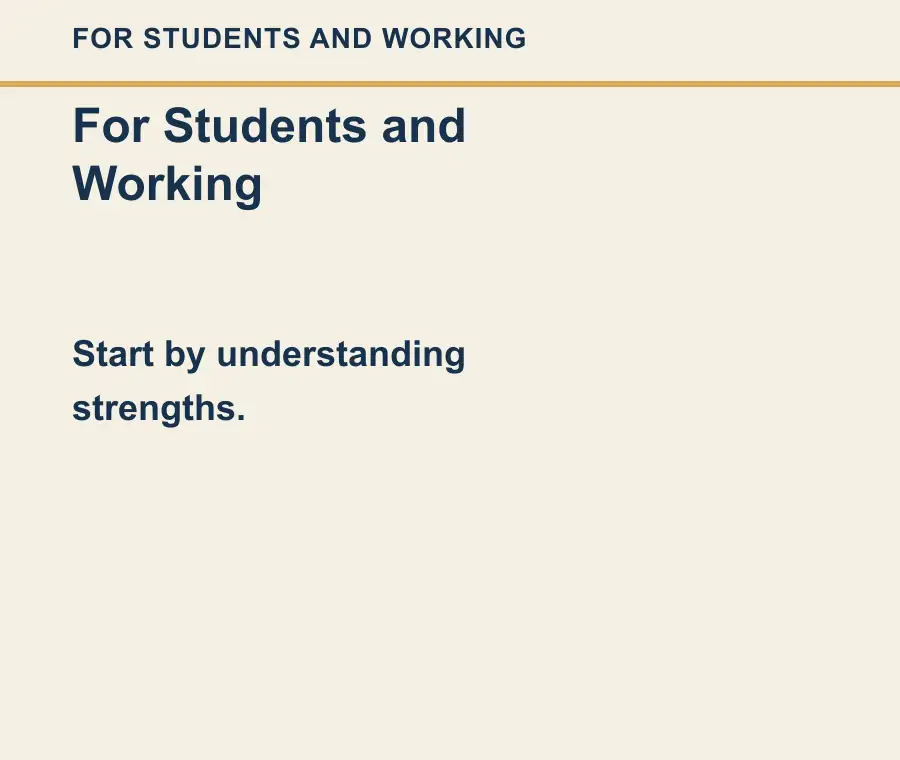 FOR STUDENTS AND WORKING
For Students and
Working
Start by understanding
strengths.